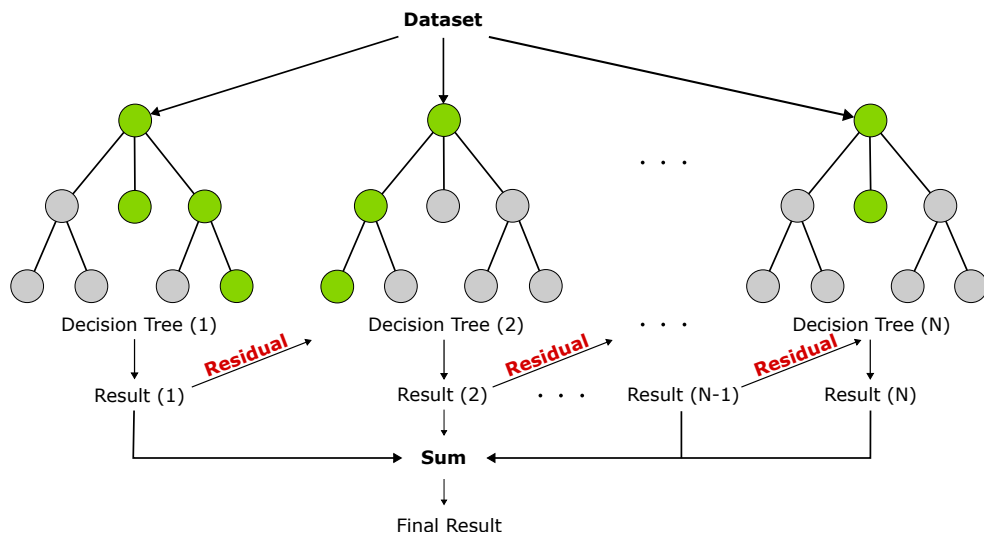 Dataset
. . .
Decision Tree (1)
Decision Tree (2)
. . .
Decision Tree (N)
Residual
Residual
Residual
Result (1)
Result (2)
. . .
Result (N-1)
Result (N)
Sum
Final Result